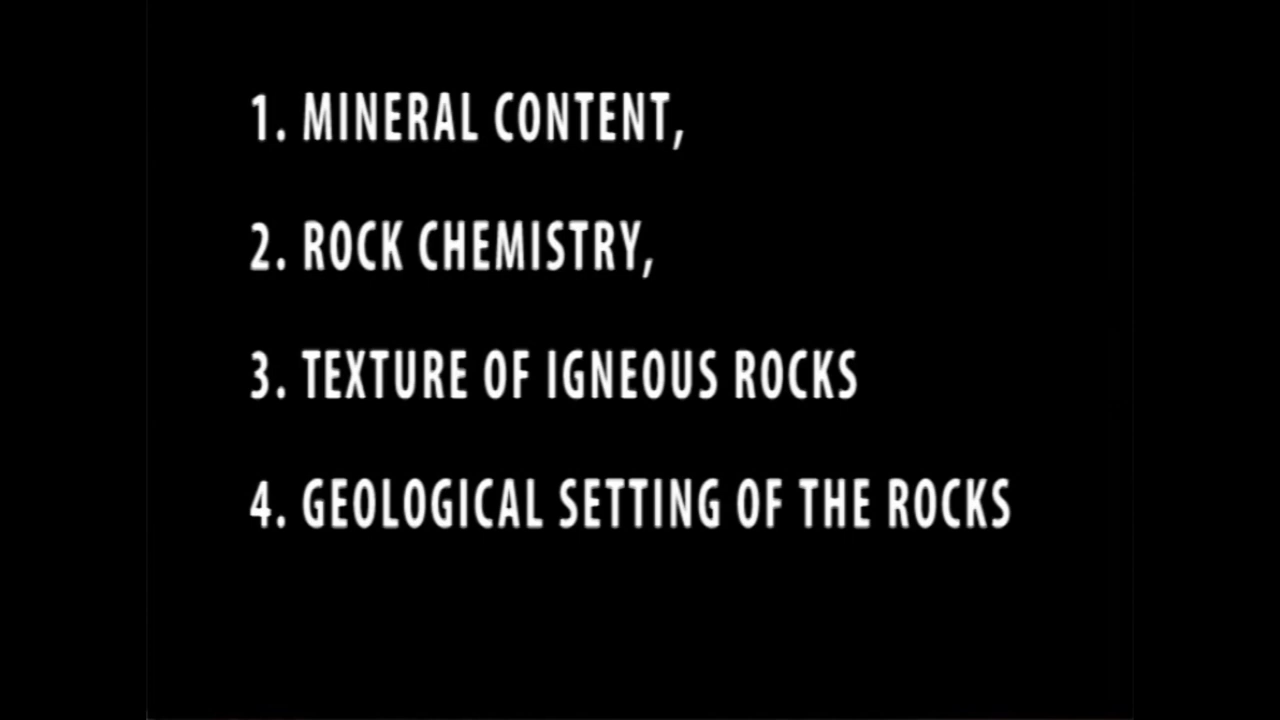 1. MINERAL CONTENT,
2. ROCK CHEMISTRY,
3. TEXTURE OF IGNEOUS ROCKS
4. GEOLOGICAL SETTING OF THE ROCKS